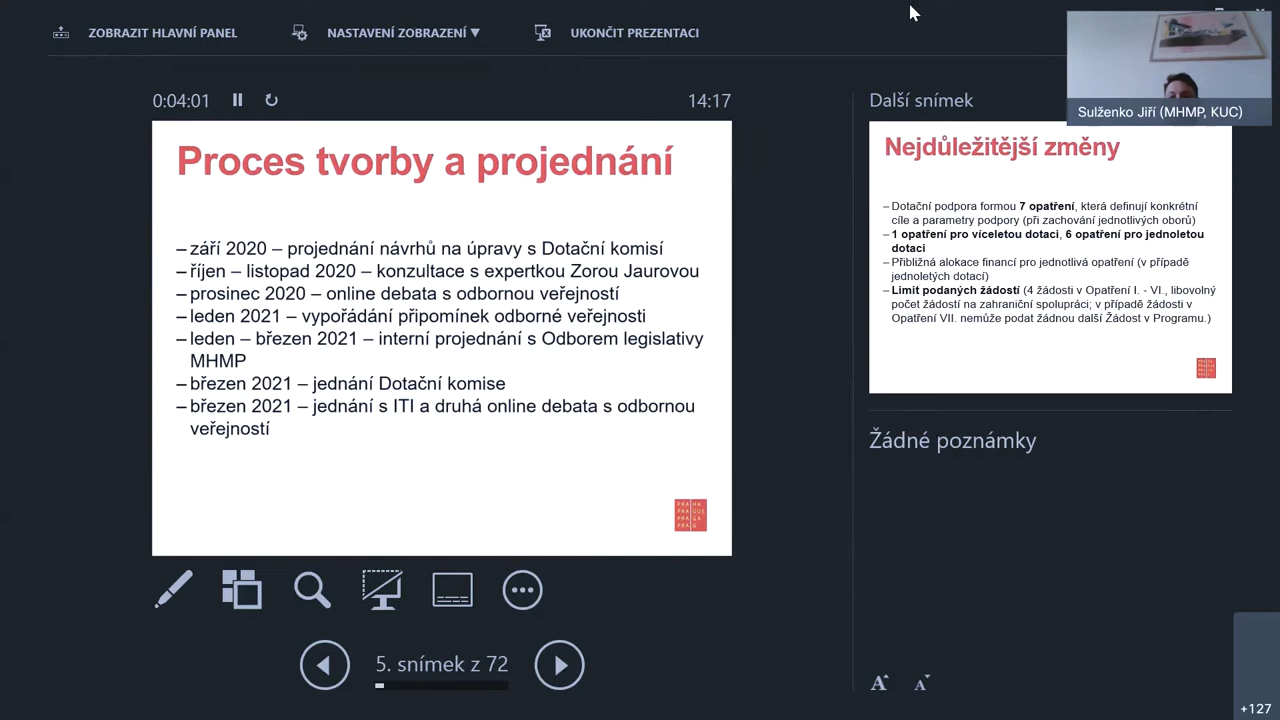 ZOBRAZIT HLAVNÍ PANEL
NASTAVENÍ ZOBRAZENÍ ▼
UKONČIT PREZENTACI
0:04:01
14:17
Proces tvorby a projednání
– září 2020 – projednání návrhů na úpravy s Dotační komisí
– říjen – listopad 2020 – konzultace s expertkou Zorou Jaurovou
– prosinec 2020 – online debata s odbornou veřejností
– leden 2021 – vypořádání připomínek odborné veřejnosti
– leden – březen 2021 – interní projednání s Odborem legislativy
MHMP
– březen 2021 – jednání Dotační komise
– březen 2021 – jednání s ITI a druhá online debata s odbornou
veřejností
PRA HA
PRA GUE
PRA GA
PRA G
5. snímek z 72
Sulženko Jiří (MHMP, KUC)
Další snímek
Nejdůležitější změny
– Dotační podpora formou 7 opatření, která definují konkrétní
cíle a parametry podpory (při zachování jednotlivých oborů)
– 1 opatření pro víceletou dotaci, 6 opatření pro jednoletou
dotaci
– Přibližná alokace financí pro jednotlivá opatření (v případě
jednoletých dotací)
– Limit podaných žádostí (4 žádosti v Opatření I. - VI., libovolný
počet žádostí na zahraniční spolupráci; v případě žádosti v
Opatření VII. nemůže podat žádnou další Žádost v Programu.)
Žádné poznámky
A A
+127